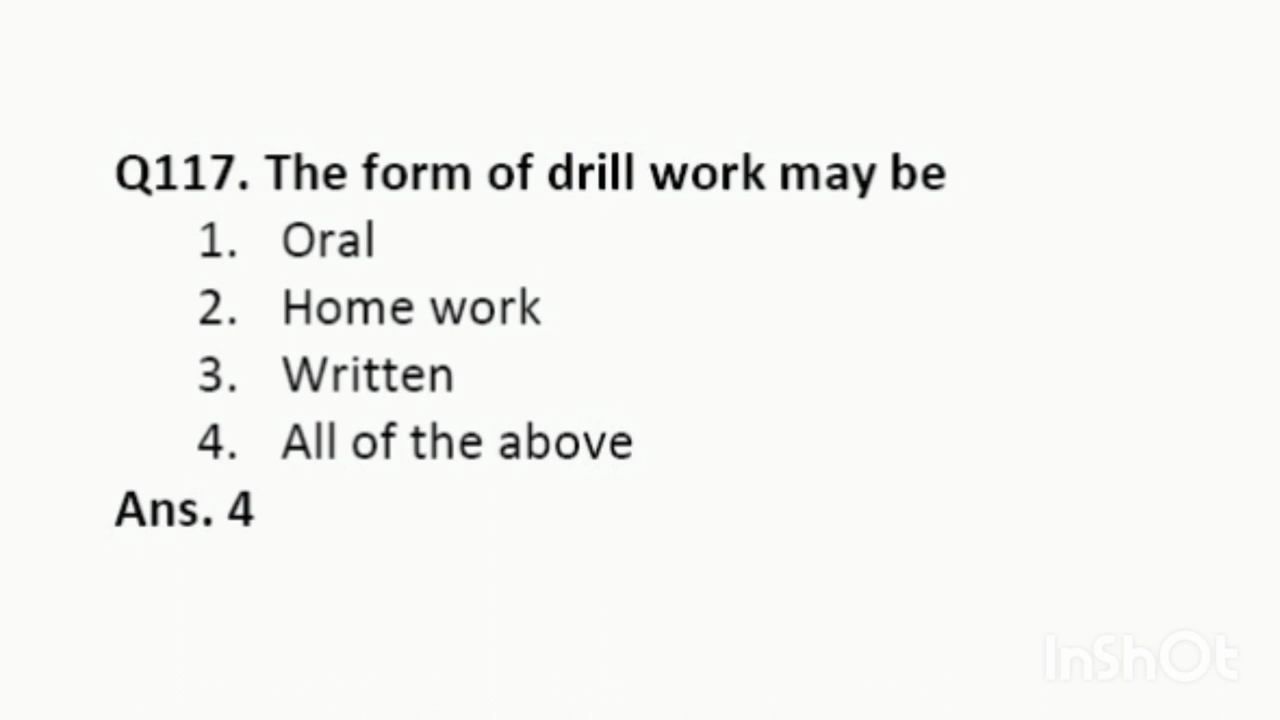 Q117. The form of drill work may be
1. Oral
2. Home work
3. Written
4. All of the above
Ans. 4
InShOt